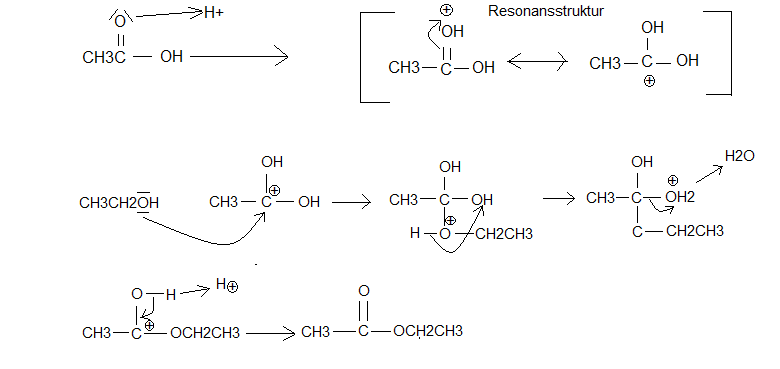 O H+ ⊕ Resonansstruktur
CH3C — OH OH CH3 — C — OH OH CH3 — C — OH ⊕
CH3CH2OH OH CH3 — C — OH ⊕ OH CH3 — C — OH H — O — CH2CH3 ⊕ OH CH3 — C — OH2 ⊕ C — CH2CH3 H2O
O — H H⊕ CH3 — C — OCH2CH3 ⊕ O CH3 — C — OCH2CH3